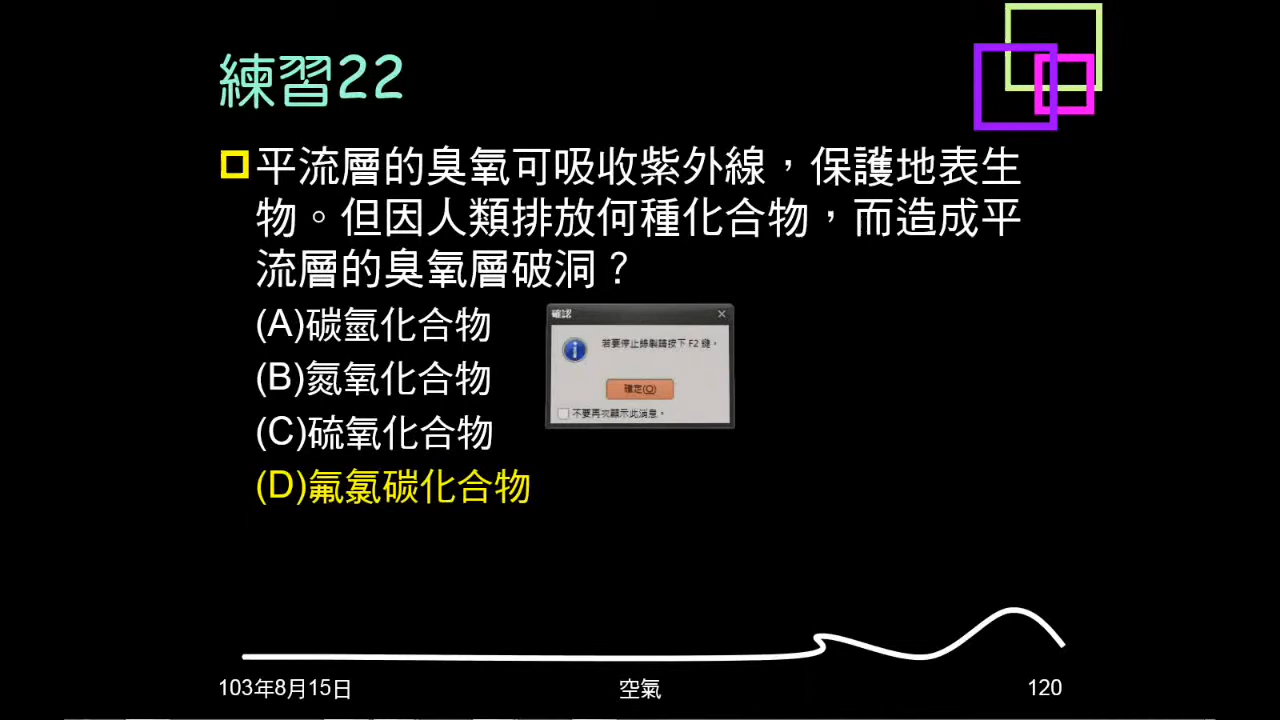 練習22
平流層的臭氧可吸收紫外線，保護地表生
物。但因人類排放何種化合物，而造成平
流層的臭氧層破洞？
(A)碳氫化合物
(B)氮氧化合物
(C)硫氧化合物
(D)氟氯碳化合物
確認
若要停止錄製請按下 F2 鍵。
確定(O)
不要再次顯示此消息。
103年8月15日
空氣
120